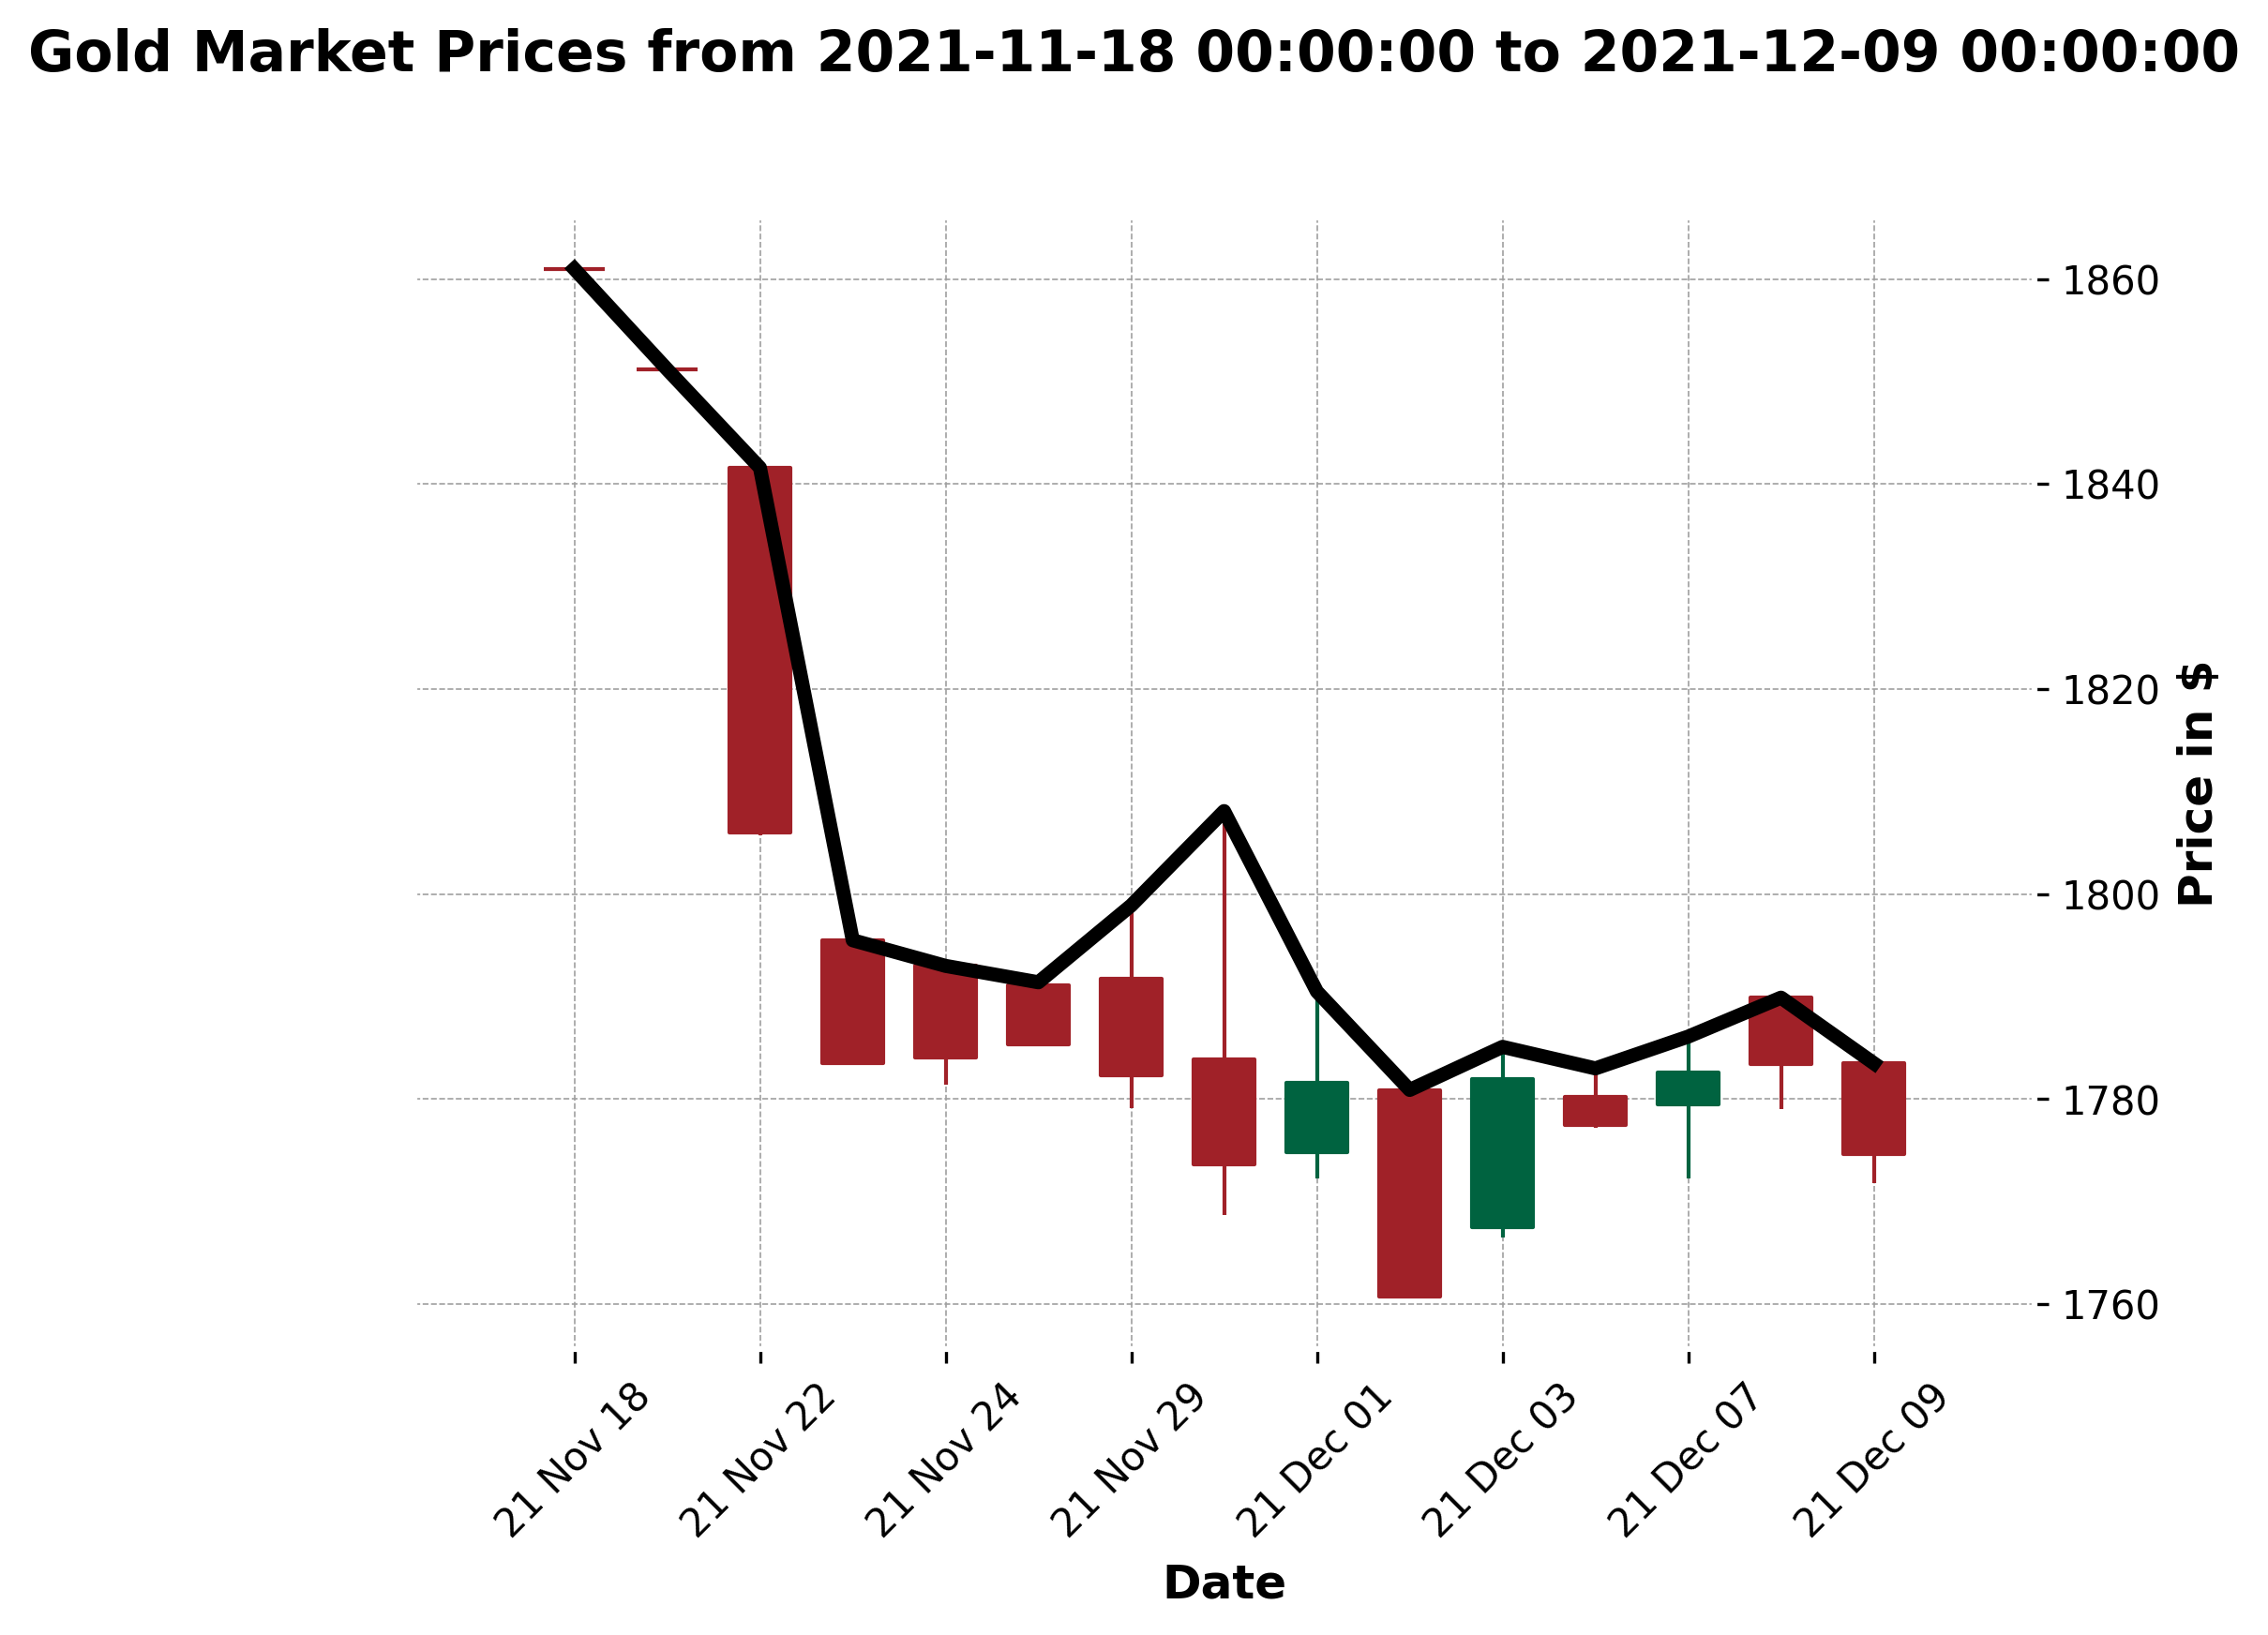 Gold Market Prices from 2021-11-18 00:00:00 to 2021-12-09 00:00:00
1860
1840
1820
1800
1780
1760
Price in $
21 Nov 18
21 Nov 22
21 Nov 24
21 Nov 29
21 Dec 01
21 Dec 03
21 Dec 07
21 Dec 09
Date